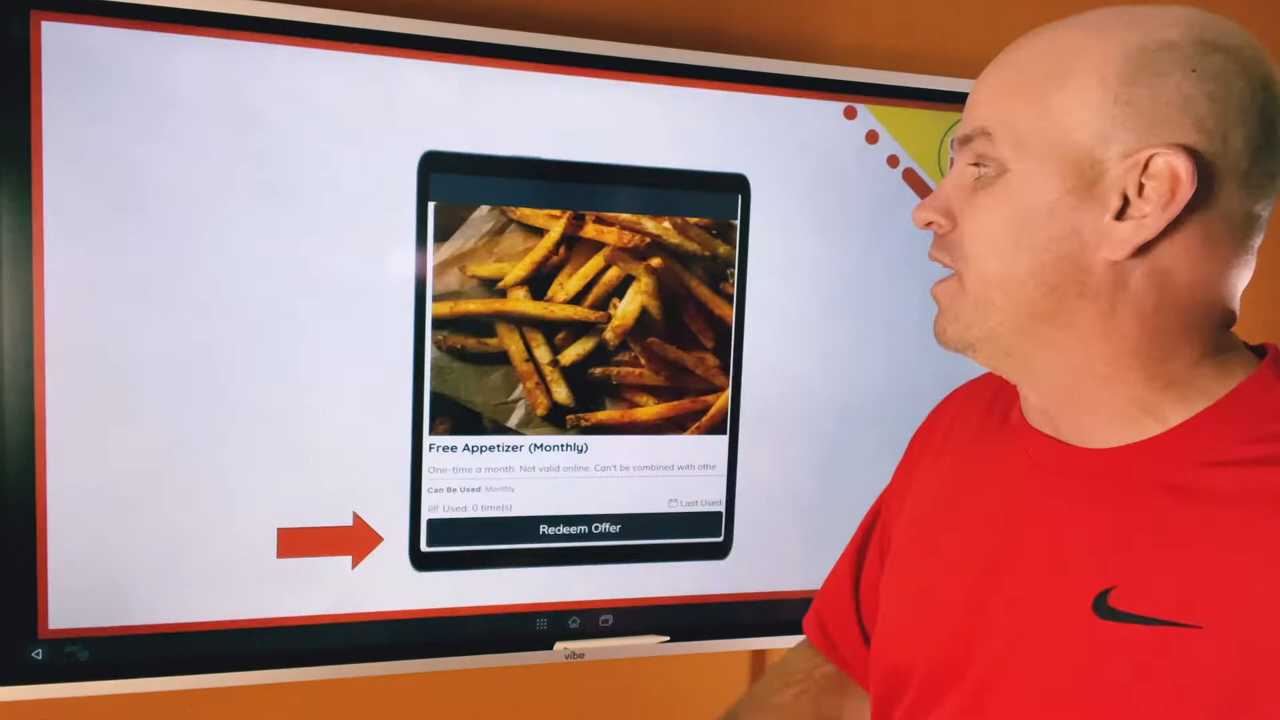 Free Appetizer (Monthly)
One-time a month. Not valid online. Can't be combined with othe
Can Be Used: Monthly
Used: 0 time(s)
Last Used:
Redeem Offer
vibe